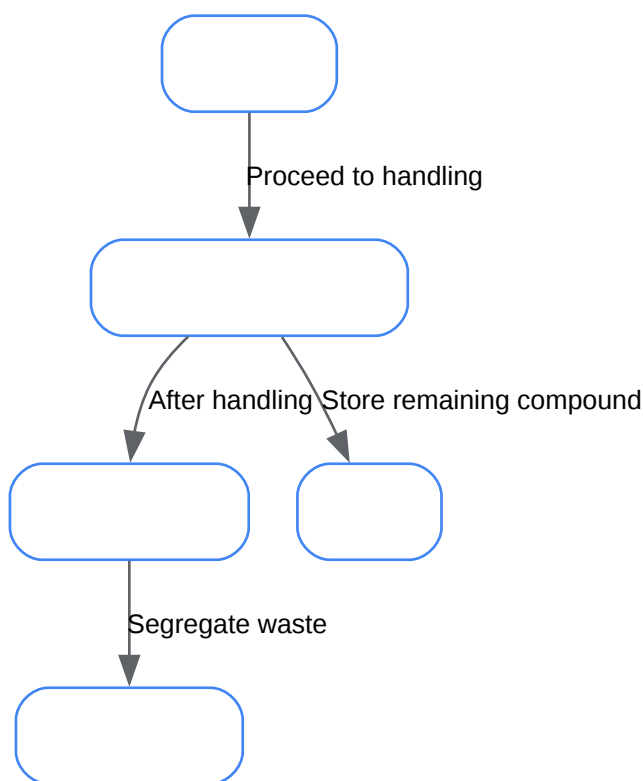 Proceed to handling
After handling
Store remaining compound
Segregate waste